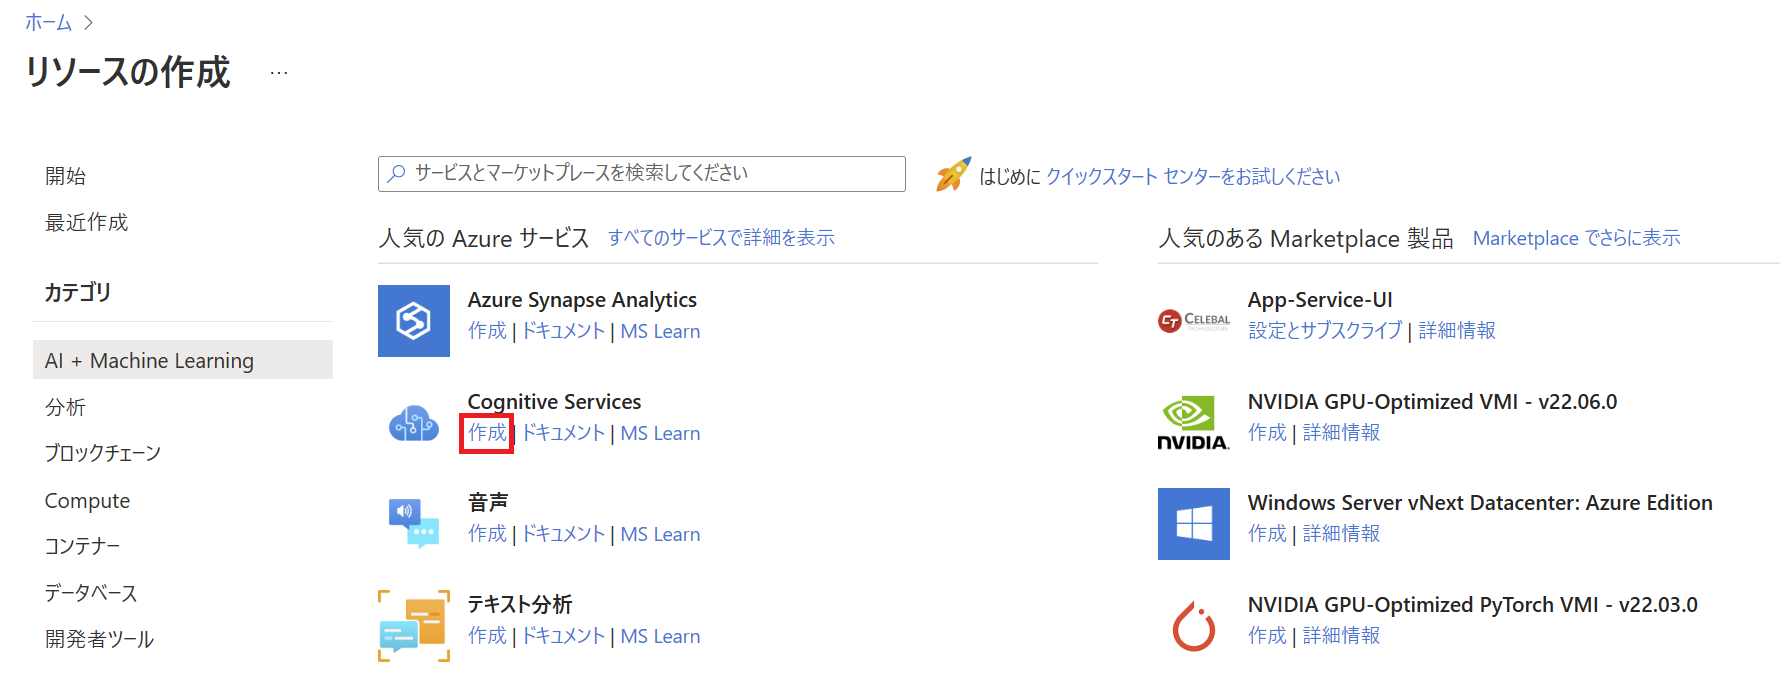 ホーム >
リソースの作成 …
開始
最近作成
カテゴリ
AI + Machine Learning
分析
ブロックチェーン
Compute
コンテナー
データベース
開発者ツール
サービスとマーケットプレースを検索してください
はじめに クイックスタート センターをお試しください
人気の Azure サービス すべてのサービスで詳細を表示
Azure Synapse Analytics
作成 | ドキュメント | MS Learn
Cognitive Services
作成 | ドキュメント | MS Learn
音声
作成 | ドキュメント | MS Learn
テキスト分析
作成 | ドキュメント | MS Learn
人気のある Marketplace 製品 Marketplace でさらに表示
CT CELEBAL
TECHNOLOGIES
App-Service-UI
設定とサブスクライブ | 詳細情報
NVIDIA.
NVIDIA GPU-Optimized VMI - v22.06.0
作成 | 詳細情報
Windows Server vNext Datacenter: Azure Edition
作成 | 詳細情報
NVIDIA GPU-Optimized PyTorch VMI - v22.03.0
作成 | 詳細情報